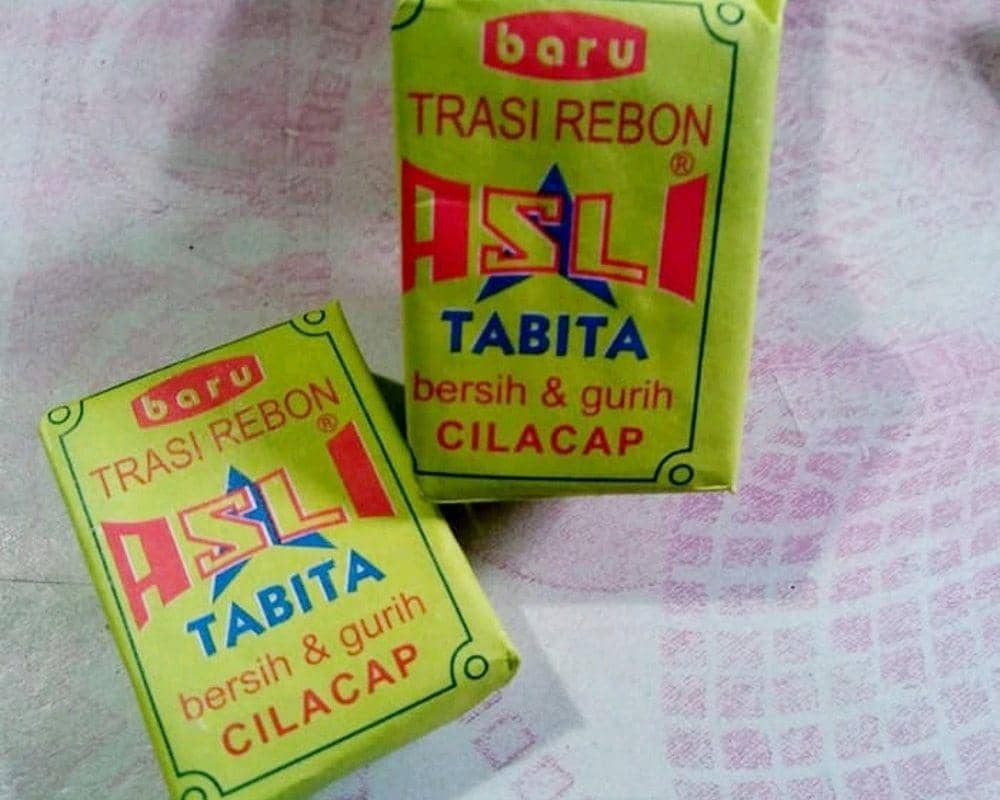 baru
TRASI REBON
ASLI ®
TABITA
bersih & gurih
CILACAP
baru
TRASI REBON
ASLI ®
TABITA
bersih & gurih
CILACAP